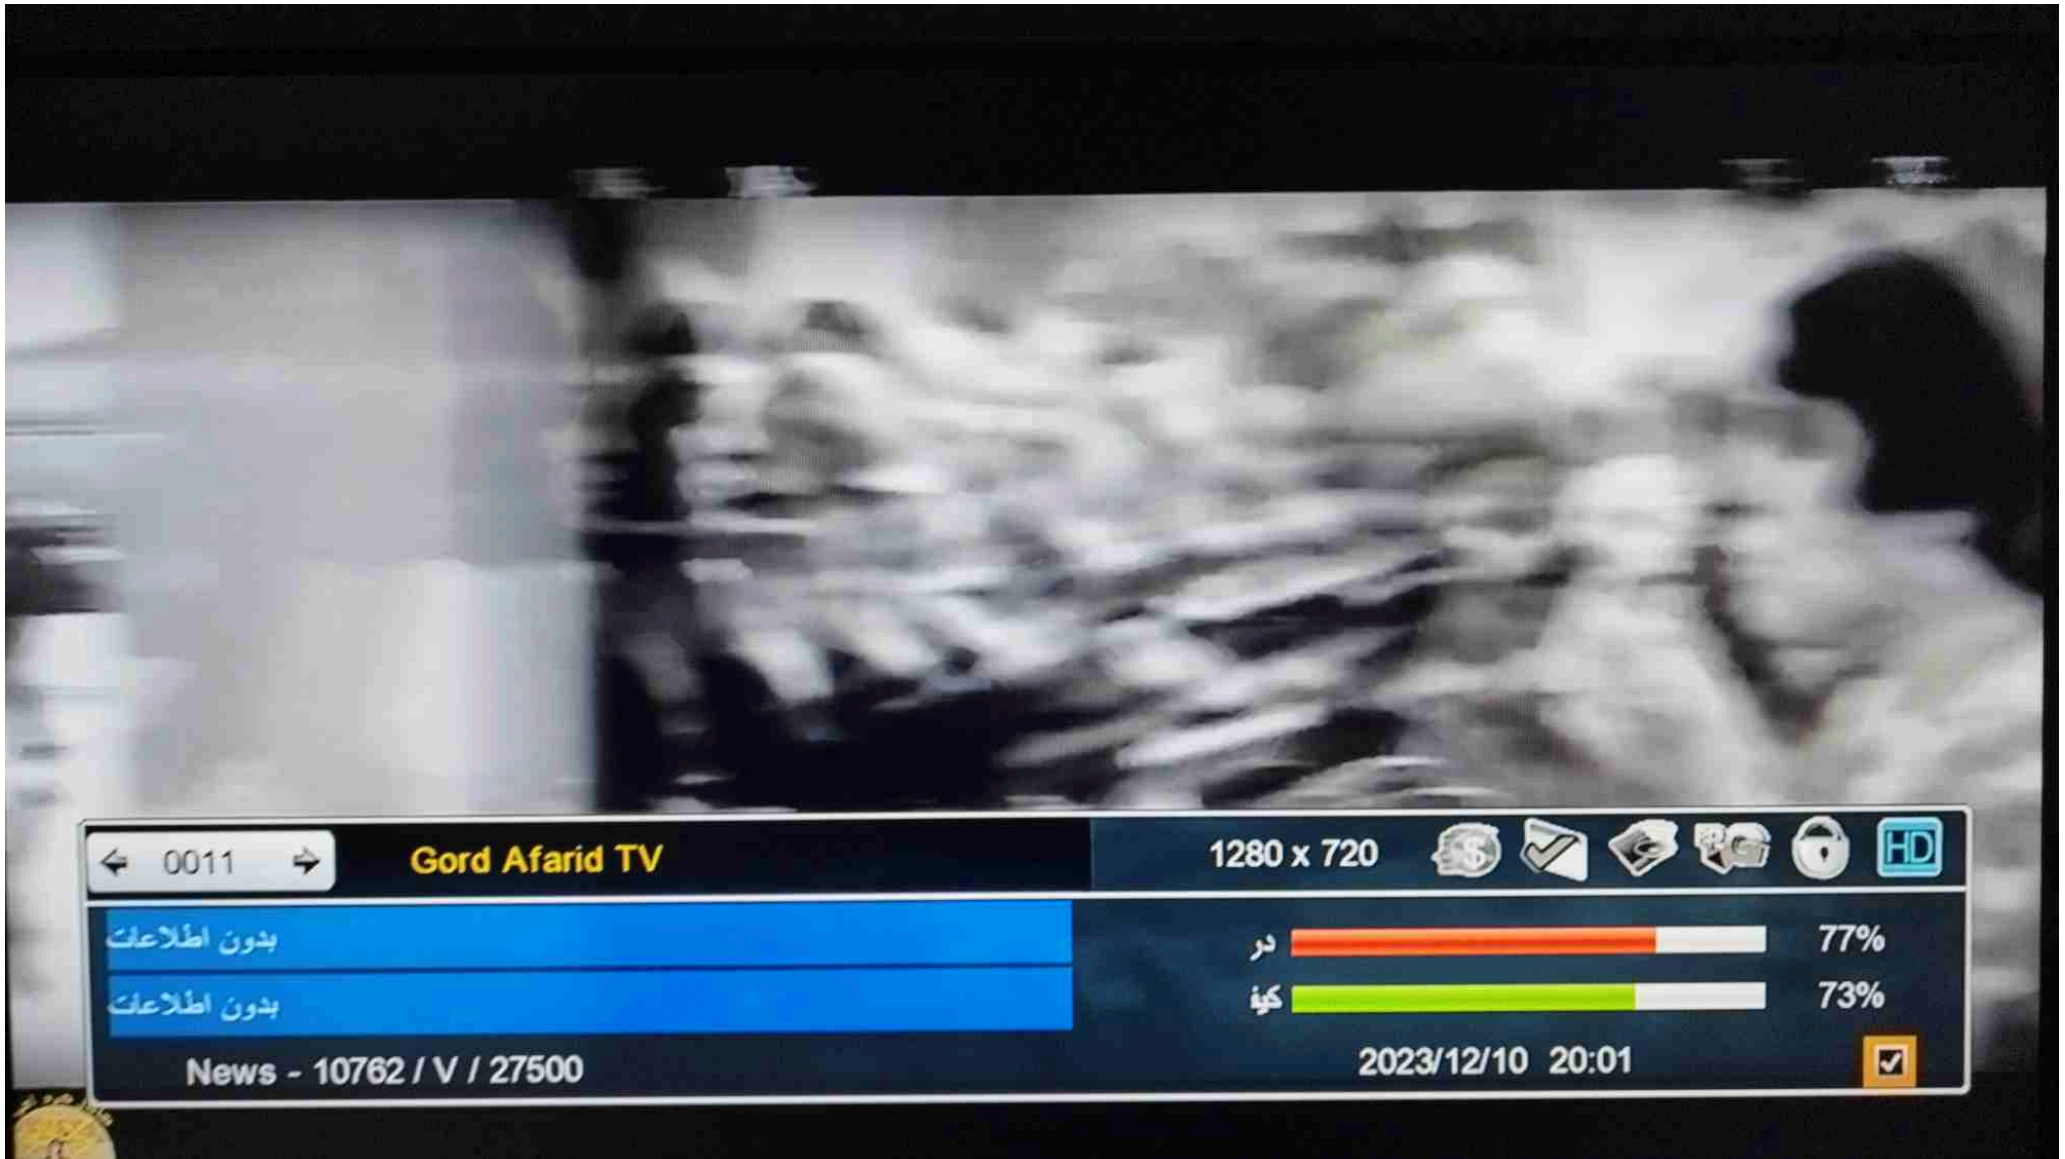 0011
Gord Afarid TV
1280 x 720
HD
بدون اطلاعات
در
77%
بدون اطلاعات
کیف
73%
News - 10762 / V / 27500
2023/12/10 20:01